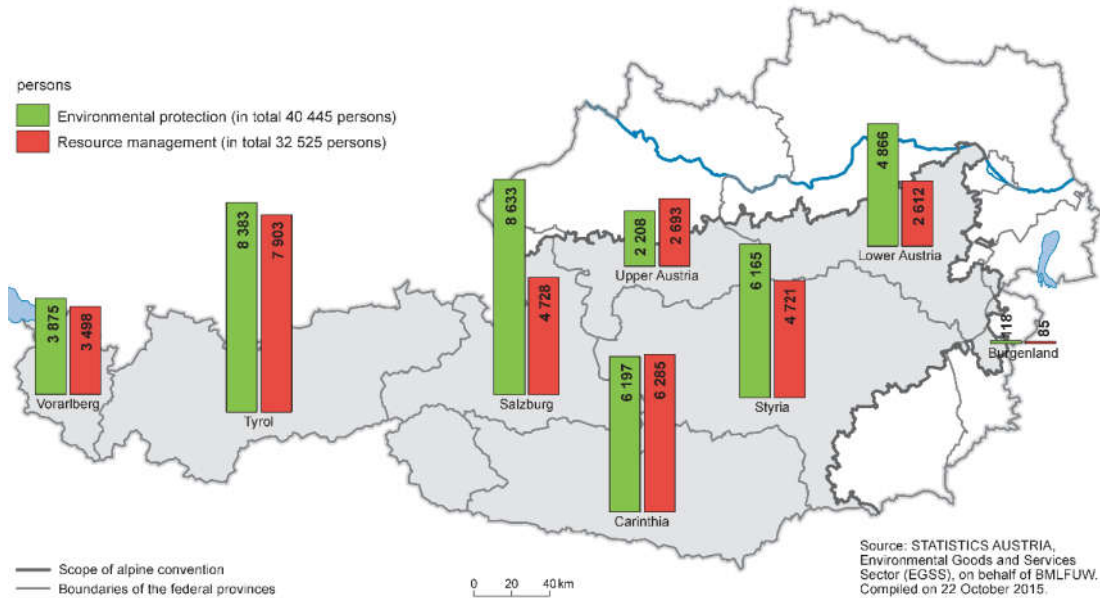 persons
Environmental protection (in total 40 445 persons)
Resource management (in total 32 525 persons)
3 875
3 498
Vorarlberg
8 383
7 903
Tyrol
8 633
4 728
Salzburg
2 208
2 693
Upper Austria
6 197
6 285
Carinthia
6 165
4 721
Styria
4 866
2 612
Lower Austria
118
85
Burgenland
Scope of alpine convention
Boundaries of the federal provinces
0 20 40 km
Source: STATISTICS AUSTRIA,
Environmental Goods and Services
Sector (EGSS), on behalf of BMLFUW.
Compiled on 22 October 2015.